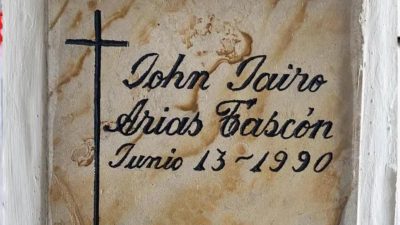 John Jairo
Arias Tascón
Junio 13 ~ 1990